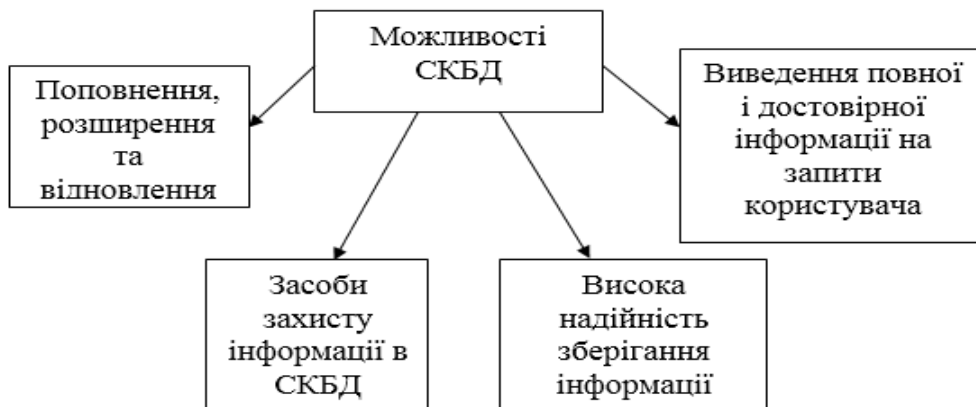 Можливості
СКБД
Поповнення,
розширення
та
відновлення
Виведення повної
і достовірної
інформації на
запити
користувача
Засоби
захисту
інформації в
СКБД
Висока
надійність
зберігання
інформації